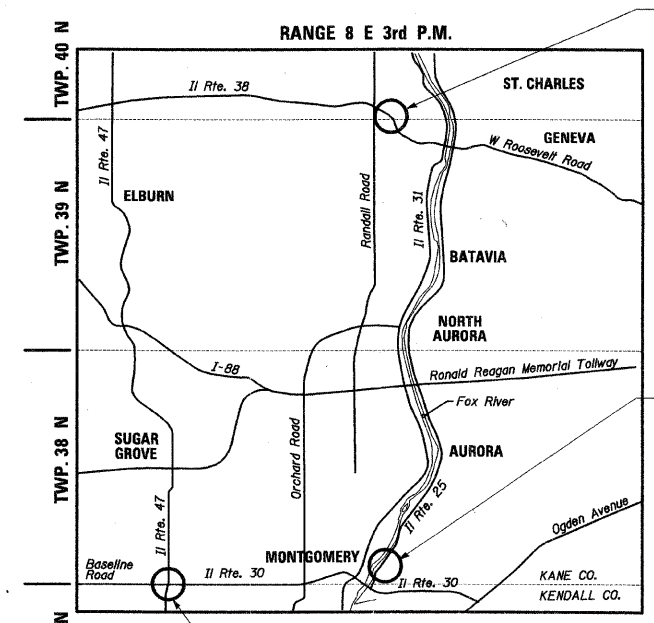 RANGE 8 E 3rd P.M.
TWP. 40 N
ST. CHARLES
Il Rte. 38
GENEVA
W Roosevelt Road
Il Rte. 47
ELBURN
TWP. 39 N
Randall Road
Il Rte. 31
BATAVIA
NORTH
AURORA
I-88
Ronald Reagan Memorial Tollway
Fox River
Orchard Road
SUGAR
GROVE
AURORA
TWP. 38 N
Il Rte. 47
Il Rte. 25
Ogden Avenue
MONTGOMERY
Baseline
Road
Il Rte. 30
Il Rte. 30
KANE CO.
KENDALL CO.
N